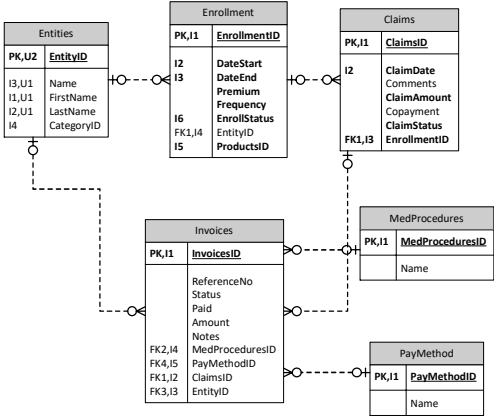 Entities
PK,U2 EntityID
I3,U1 Name
I1,U1 FirstName
I2,U1 LastName
I4 CategoryID
Enrollment
PK,I1 EnrollmentID
I2 DateStart
I3 DateEnd
Premium
Frequency
I6 EnrollStatus
FK1,I4 EntityID
I5 ProductsID
Claims
PK,I1 ClaimsID
I2 ClaimDate
Comments
ClaimAmount
Copayment
ClaimStatus
FK1,I3 EnrollmentID
Invoices
PK,I1 InvoicesID
ReferenceNo
Status
Paid
Amount
Notes
FK2,I4 MedProceduresID
FK4,I5 PayMethodID
FK1,I2 ClaimsID
FK3,I3 EntityID
MedProcedures
PK,I1 MedProceduresID
Name
PayMethod
PK,I1 PayMethodID
Name